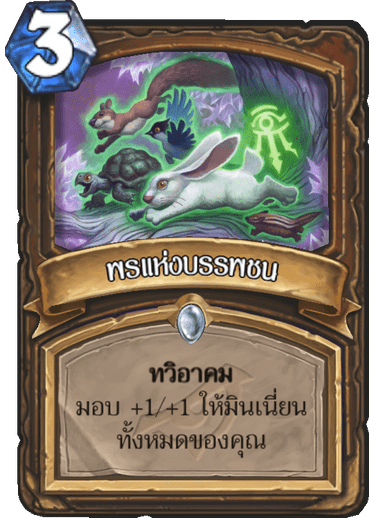 3
พรแห่งบรรพชน
ทวิอาคม
มอบ +1/+1 ให้มินเนี่ยน
ทั้งหมดของคุณ